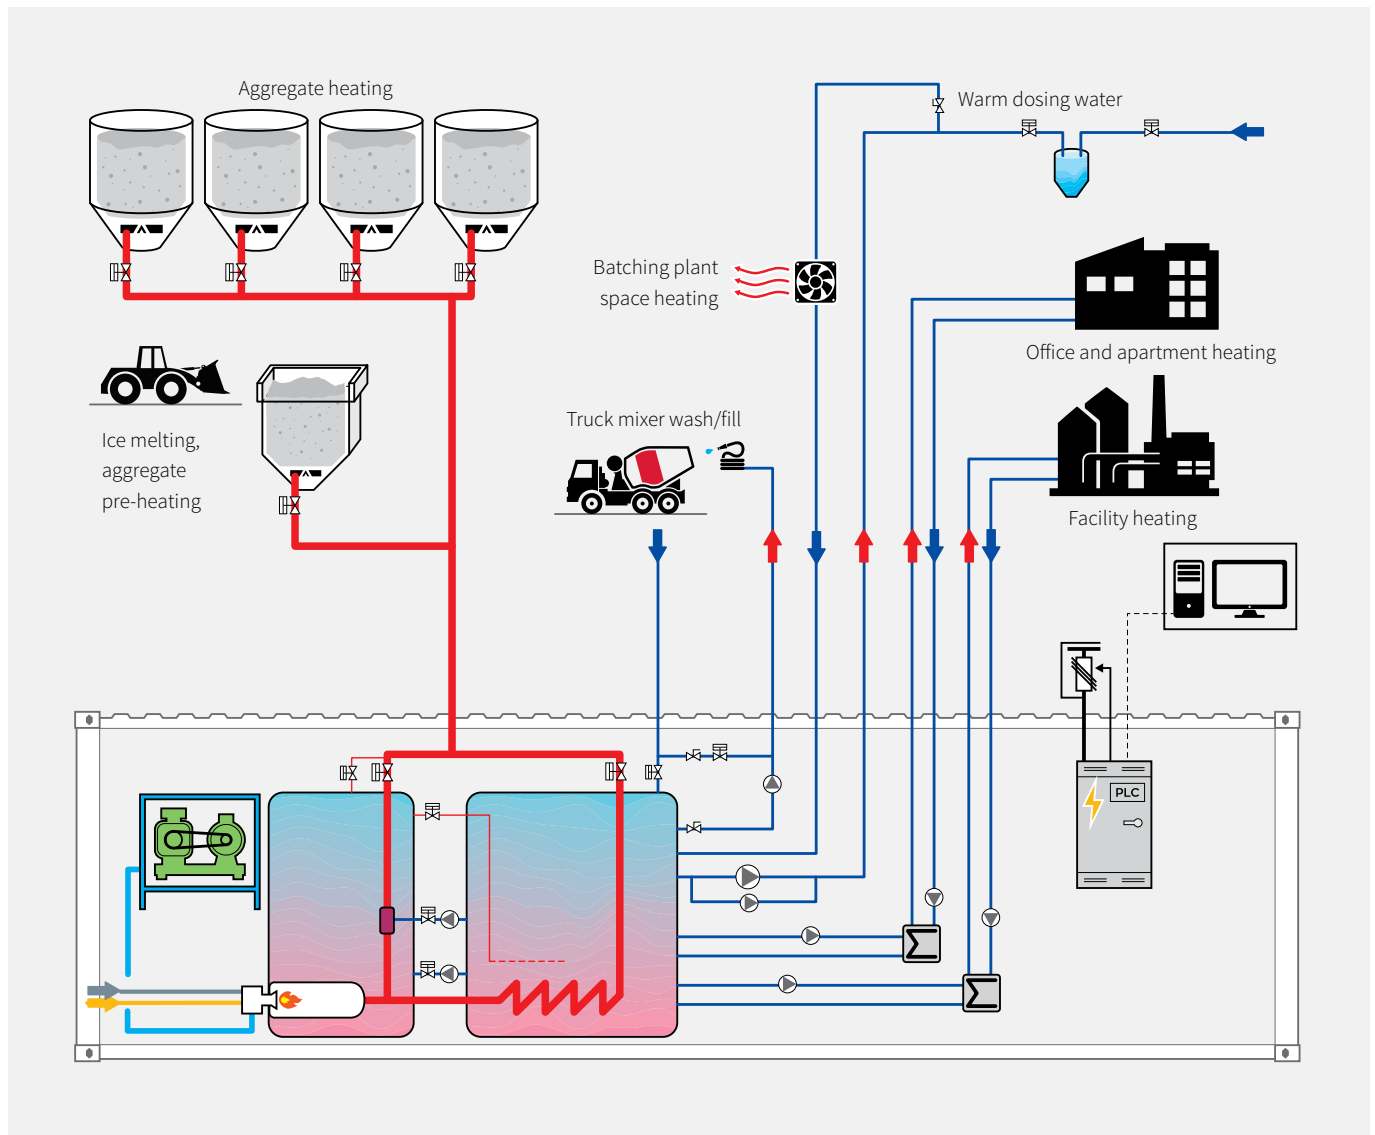 Aggregate heating
Warm dosing water
Batching plant
space heating
Office and apartment heating
Ice melting,
aggregate
pre-heating
Truck mixer wash/fill
Facility heating
PLC